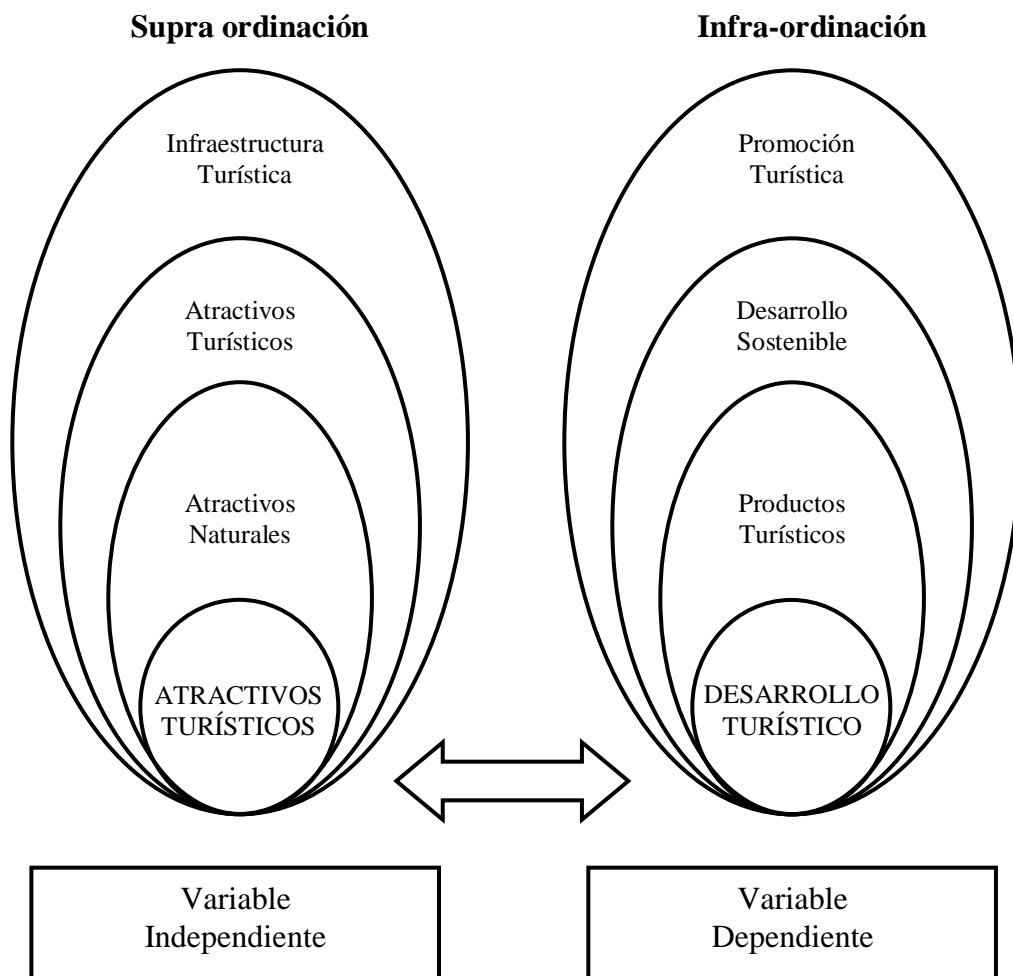 Supra ordinación
Infraestructura
Turística
Atractivos
Turísticos
Atractivos
Naturales
ATRACTIVOS
TURÍSTICOS
Variable
Independiente
Infra-ordinación
Promoción
Turística
Desarrollo
Sostenible
Productos
Turísticos
DESARROLLO
TURÍSTICO
Variable
Dependiente